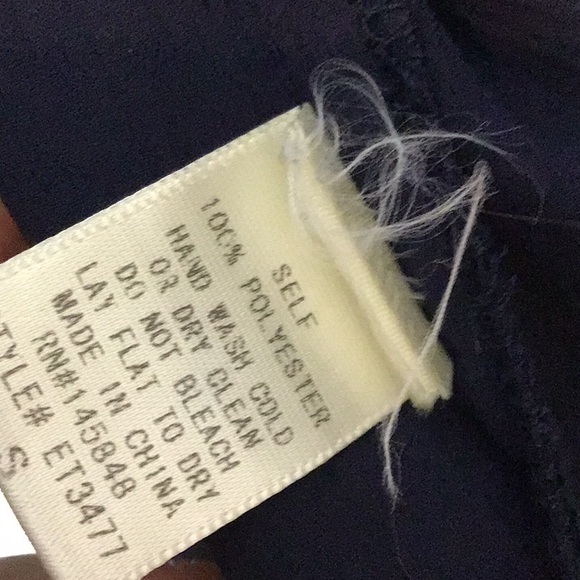 SELF
100% POLYESTER
HAND WASH COLD
OR DRY CLEAN
DO NOT BLEACH
LAY FLAT TO DRY
MADE IN CHINA
RN#145848
TYLE# ET3477
S